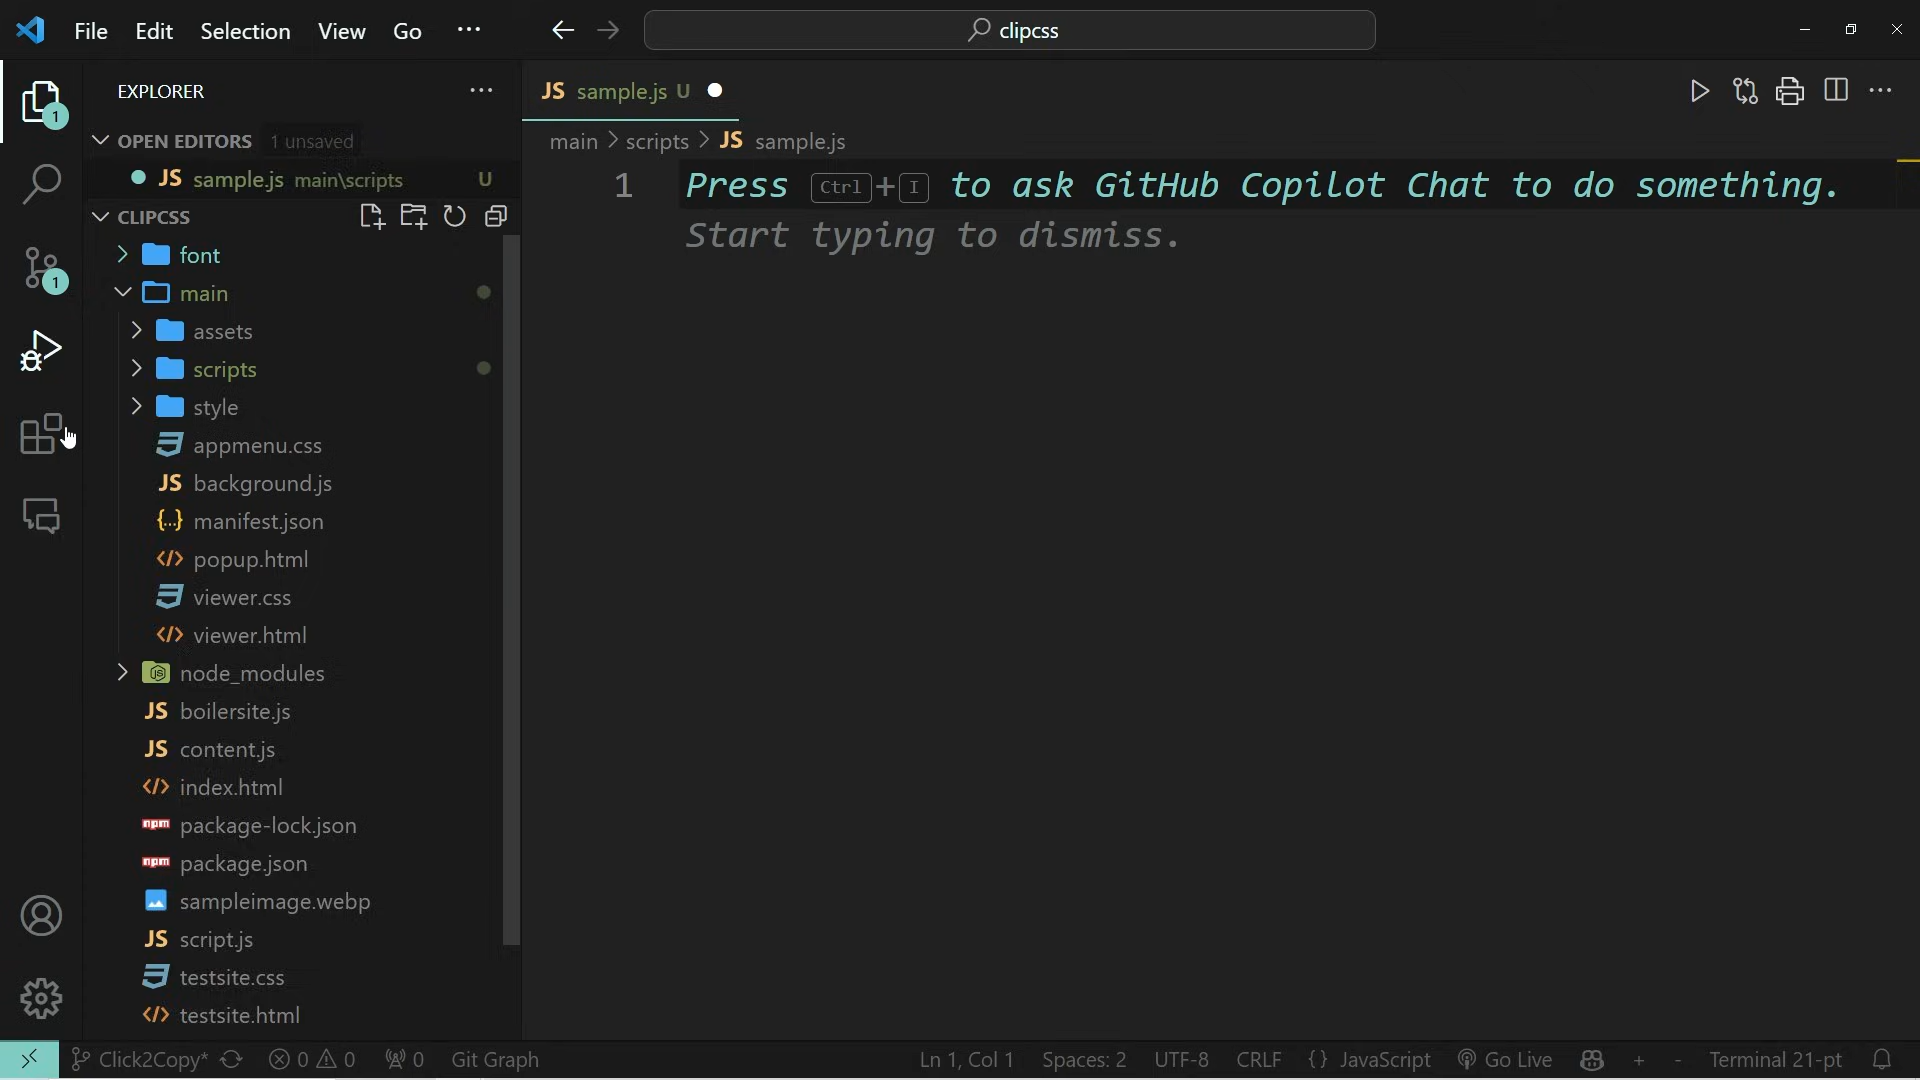 File Edit Selection View Go ···
clipcss
EXPLORER ···
OPEN EDITORS 1 unsaved
JS sample.js main\scripts U
CLIPCSS
font
main
assets
scripts
style
appmenu.css
JS background.js
{..} manifest.json
</> popup.html
viewer.css
</> viewer.html
node_modules
JS boilersite.js
JS content.js
</> index.html
npm package-lock.json
npm package.json
sampleimage.webp
JS script.js
testsite.css
</> testsite.html
1
1
JS sample.js U
main > scripts > JS sample.js
1 Press Ctrl+I to ask GitHub Copilot Chat to do something.
Start typing to dismiss.
Click2Copy* 0 0 0 Git Graph Ln 1, Col 1 Spaces: 2 UTF-8 CRLF {} JavaScript Go Live + - Terminal 21-pt